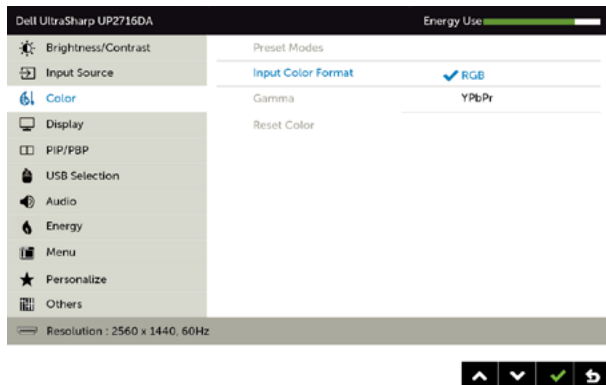 Dell UltraSharp UP2716DA Energy Use
Brightness/Contrast
Input Source
Color
Display
PIP/PBP
USB Selection
Audio
Energy
Menu
Personalize
Others
Preset Modes
Input Color Format
Gamma
Reset Color
RGB
YPbPr
Resolution : 2560 x 1440, 60Hz